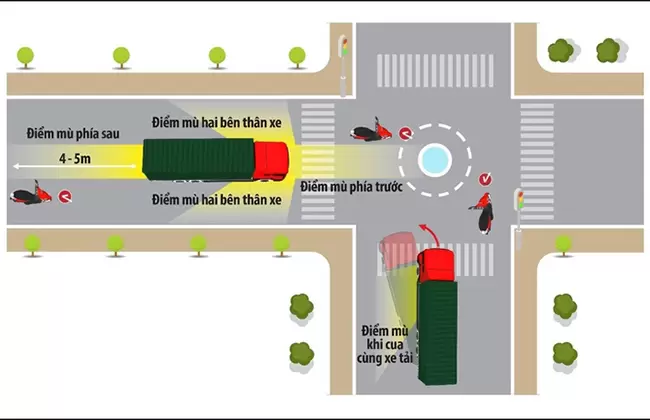 Điểm mù phía sau
4 - 5m
Điểm mù hai bên thân xe
Điểm mù hai bên thân xe
Điểm mù phía trước
Điểm mù
khi cua
cùng xe tải